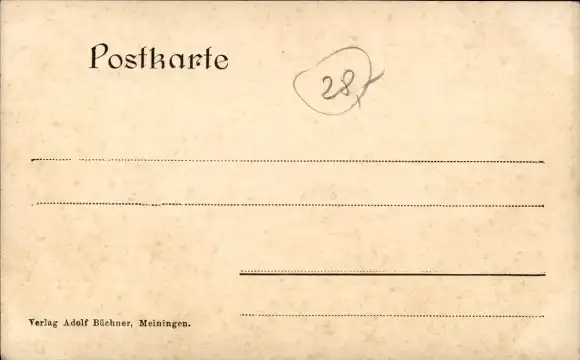 Postkarte
28,-
Verlag Adolf Büchner, Meiningen.